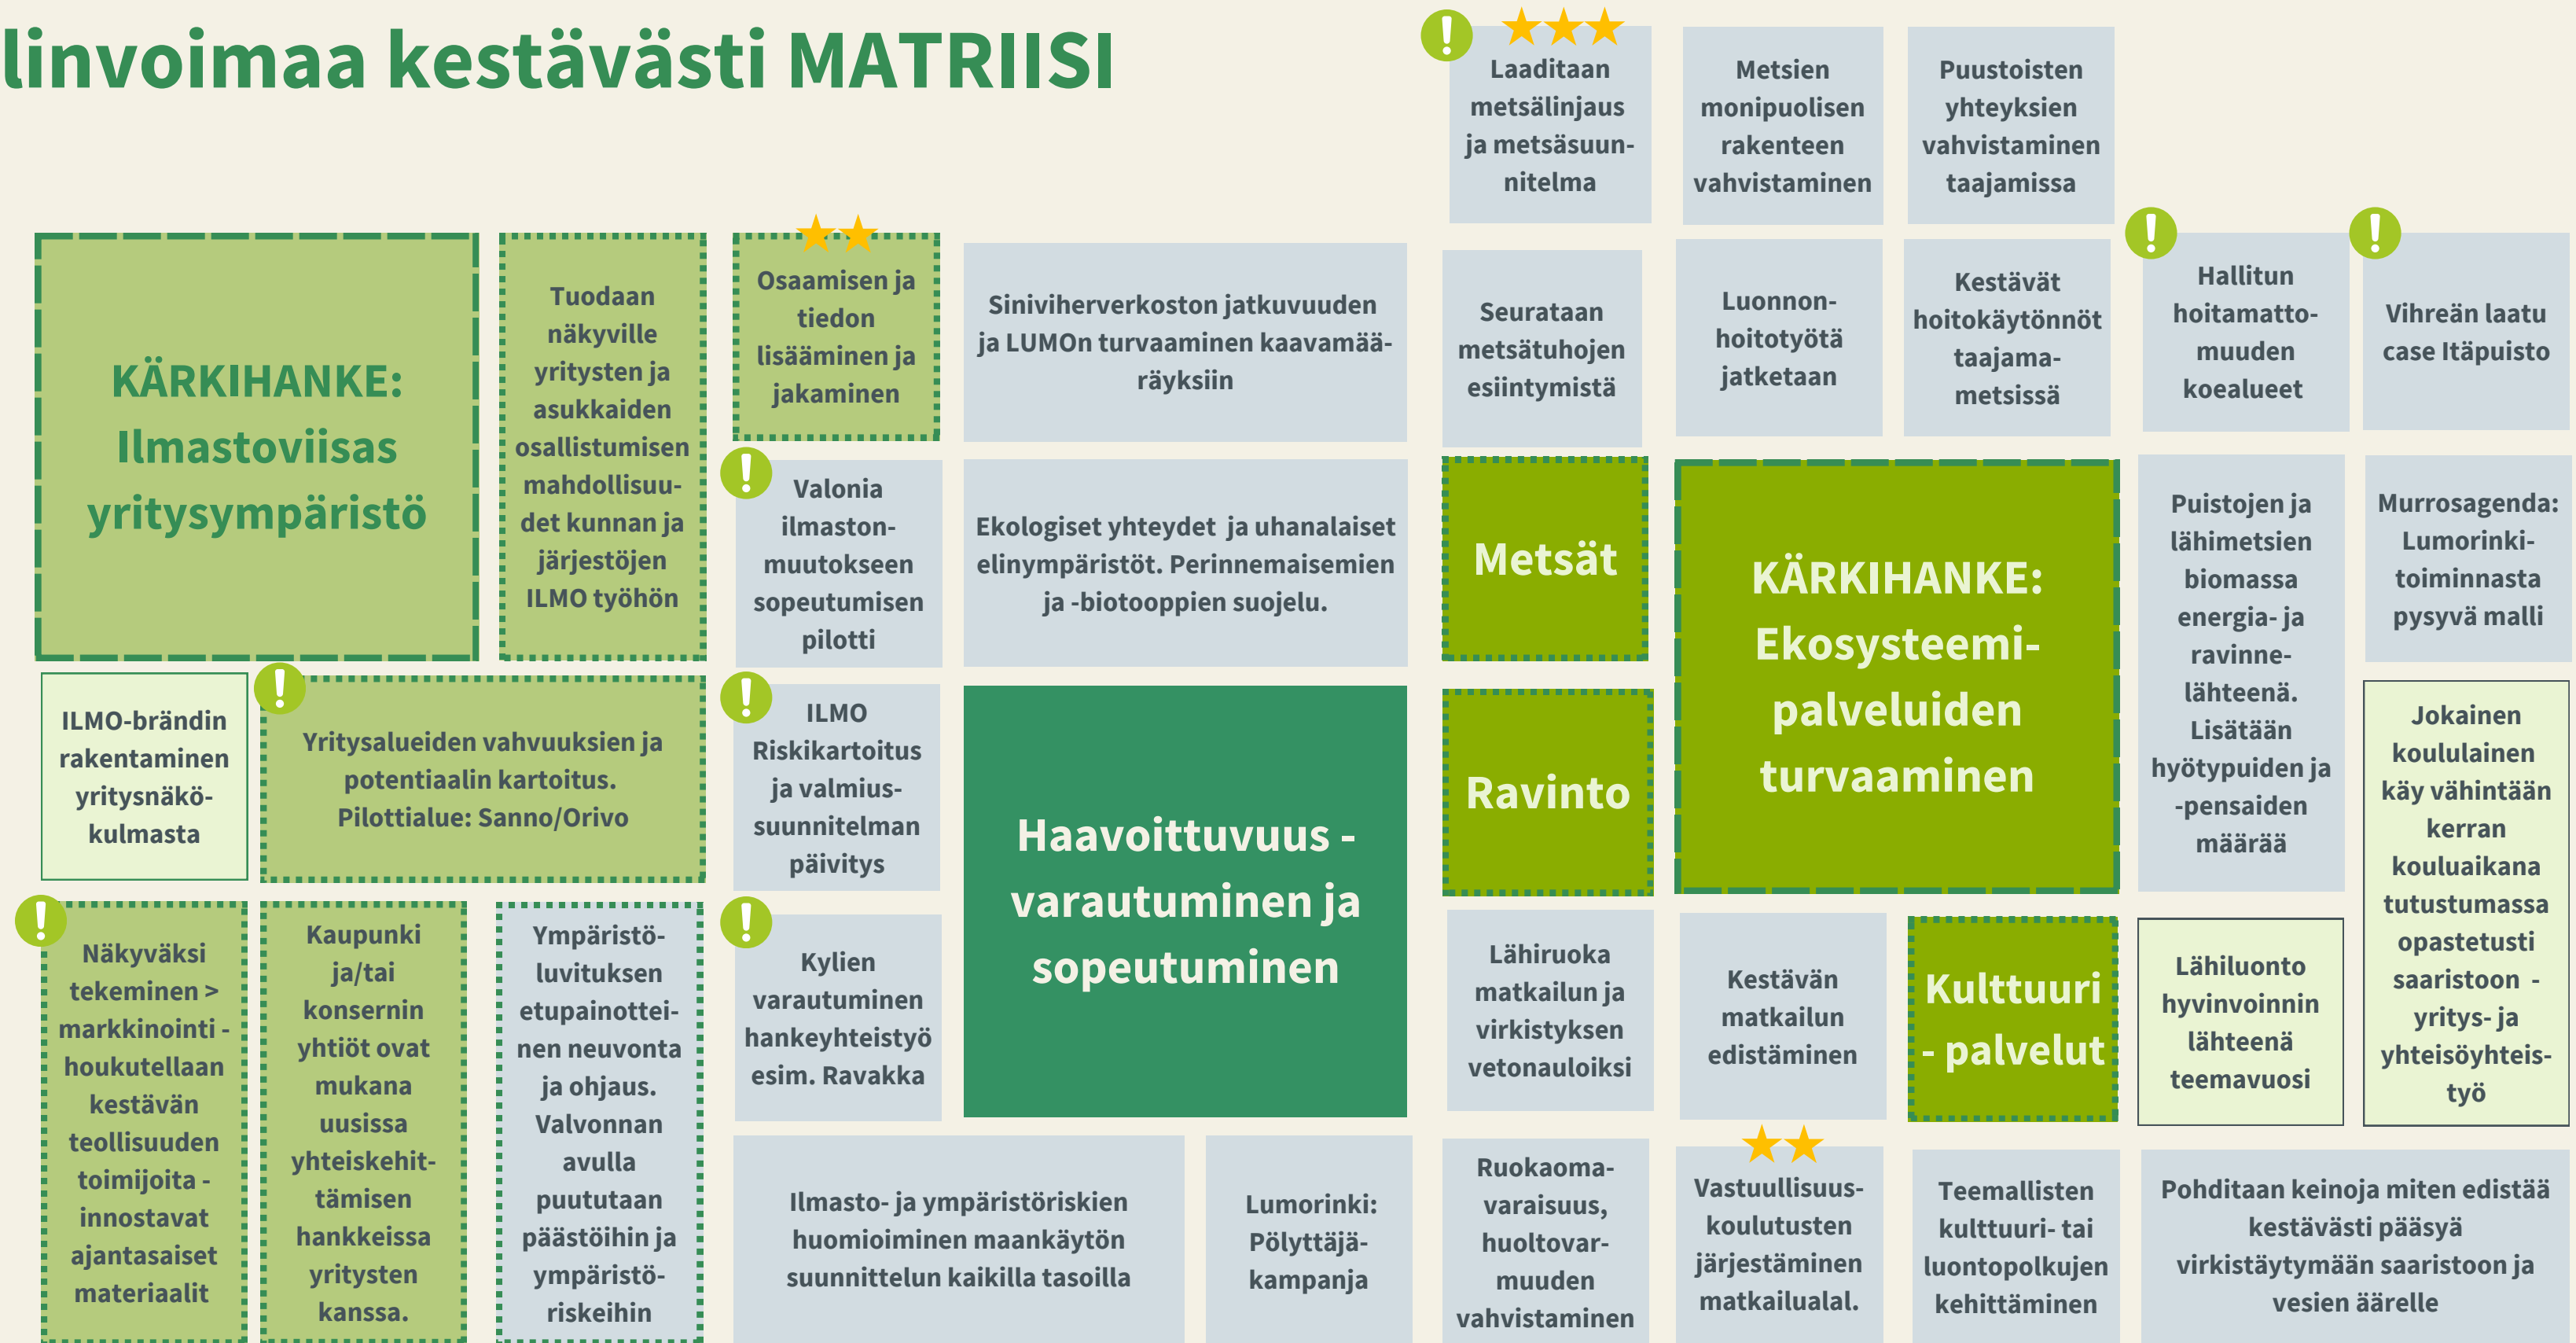 linvoimaa kestävästi MATRIISI
Laaditaan
metsälinjaus
ja metsäsuun-
nitelma
Metsien
monipuolisen
rakenteen
vahvistaminen
Puustoisten
yhteyksien
vahvistaminen
taajamissa
KÄRKIHANKE:
Ilmastoviisas
yritysympäristö
Tuodaan
näkyville
yritysten ja
asukkaiden
osallistumisen
mahdollisuu-
det kunnan ja
järjestöjen
ILMO työhön
Osaamisen ja
tiedon
lisääminen ja
jakaminen
Siniviherverkoston jatkuvuuden
ja LUMOn turvaaminen kaavamää-
räyksiin
Seurataan
metsätuhojen
esiintymistä
Luonnon-
hoitotyötä
jatketaan
Kestävät
hoitokäytönnöt
taajama-
metsissä
Hallitun
hoitamatto-
muuden
koealueet
Vihreän laatu
case Itäpuisto
Valonia
ilmaston-
muutokseen
sopeutumisen
pilotti
Ekologiset yhteydet ja uhanalaiset
elinympäristöt. Perinnemaisemien
ja -biotooppien suojelu.
Metsät
KÄRKIHANKE:
Ekosysteemi-
palveluiden
turvaaminen
Puistojen ja
lähimetsien
biomassa
energia- ja
ravinne-
lähteenä.
Lisätään
hyötypuiden ja
-pensaiden
määrää
Murrosagenda:
Lumorinki-
toiminnasta
pysyvä malli
ILMO-brändin
rakentaminen
yritysnäkö-
kulmasta
Yritysalueiden vahvuuksien ja
potentiaalin kartoitus.
Pilottialue: Sanno/Orivo
ILMO
Riskikartoitus
ja valmius-
suunnitelman
päivitys
Haavoittuvuus -
varautuminen ja
sopeutuminen
Ravinto
Jokainen
koululainen
käy vähintään
kerran
kouluaikana
tutustumassa
opastetusti
saaristoon -
yritys- ja
yhteisöyhteis-
työ
Näkyväksi
tekeminen >
markkinointi -
houkutellaan
kestävän
teollisuuden
toimijoita -
innostavat
ajantasaiset
materiaalit
Kaupunki
ja/tai
konsernin
yhtiöt ovat
mukana
uusissa
yhteiskehit-
tämisen
hankkeissa
yritysten
kanssa.
Ympäristö-
luvituksen
etupainottei-
nen neuvonta
ja ohjaus.
Valvonnan
avulla
puututaan
päästöihin ja
ympäristö-
riskeihin
Kylien
varautuminen
hankeyhteistyö
esim. Ravakka
Lähiruoka
matkailun ja
virkistyksen
vetonauloiksi
Kestävän
matkailun
edistäminen
Kulttuuri
- palvelut
Lähiluonto
hyvinvoinnin
lähteenä
teemavuosi
Ilmasto- ja ympäristöriskien
huomioiminen maankäytön
suunnittelun kaikilla tasoilla
Lumorinki:
Pölyttäjä-
kampanja
Ruokaoma-
varaisuus,
huoltovar-
muuden
vahvistaminen
Vastuullisuus-
koulutusten
järjestäminen
matkailualal.
Teemallisten
kulttuuri- tai
luontopolkujen
kehittäminen
Pohditaan keinoja miten edistää
kestävästi pääsyä
virkistäytymään saaristoon ja
vesien äärelle